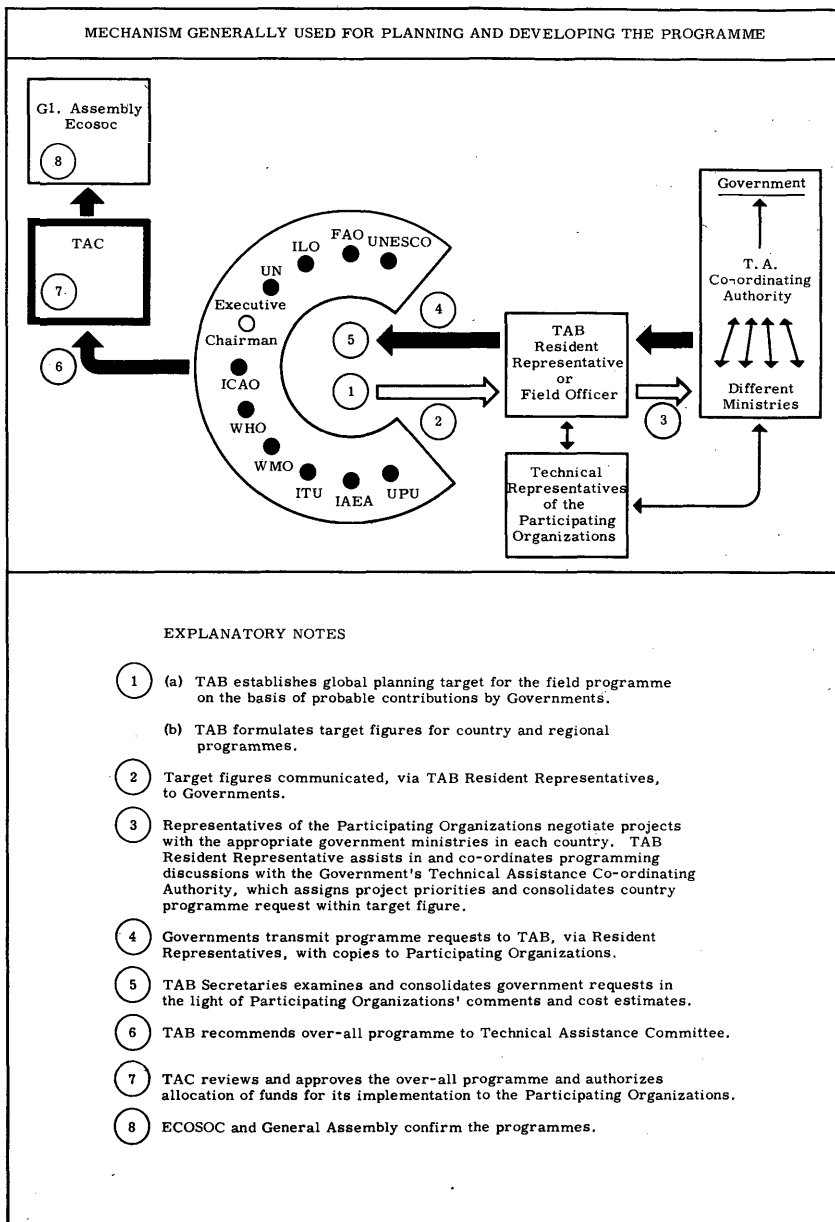 MECHANISM GENERALLY USED FOR PLANNING AND DEVELOPING THE PROGRAMME
Gl. Assembly
Ecosoc
8
TAC
7
6
UN
ILO
FAO
UNESCO
Executive
Chairman
ICAO
WHO
WMO
ITU
IAEA
UPU
5
1
4
2
TAB
Resident
Representative
or
Field Officer
3
Technical
Representatives
of the
Participating
Organizations
Government
T. A.
Co-ordinating
Authority
Different
Ministries
EXPLANATORY NOTES
1 (a) TAB establishes global planning target for the field programme
on the basis of probable contributions by Governments.
(b) TAB formulates target figures for country and regional
programmes.
2 Target figures communicated, via TAB Resident Representatives,
to Governments.
3 Representatives of the Participating Organizations negotiate projects
with the appropriate government ministries in each country. TAB
Resident Representative assists in and co-ordinates programming
discussions with the Government's Technical Assistance Co-ordinating
Authority, which assigns project priorities and consolidates country
programme request within target figure.
4 Governments transmit programme requests to TAB, via Resident
Representatives, with copies to Participating Organizations.
5 TAB Secretaries examines and consolidates government requests in
the light of Participating Organizations' comments and cost estimates.
6 TAB recommends over-all programme to Technical Assistance Committee.
7 TAC reviews and approves the over-all programme and authorizes
allocation of funds for its implementation to the Participating Organizations.
8 ECOSOC and General Assembly confirm the programmes.